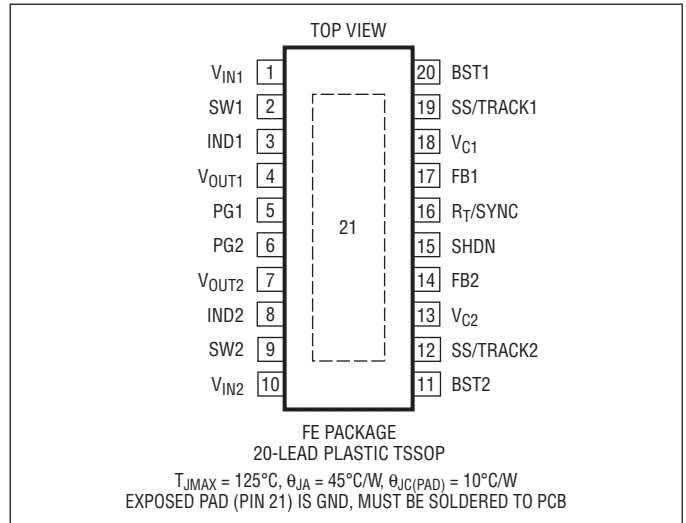 TOP VIEW
V_IN1 1
SW1 2
IND1 3
V_OUT1 4
PG1 5
PG2 6
V_OUT2 7
IND2 8
SW2 9
V_IN2 10
21
20 BST1
19 SS/TRACK1
18 V_C1
17 FB1
16 R_T/SYNC
15 SHDN
14 FB2
13 V_C2
12 SS/TRACK2
11 BST2
FE PACKAGE
20-LEAD PLASTIC TSSOP
T_JMAX = 125°C, θ_JA = 45°C/W, θ_JC(PAD) = 10°C/W
EXPOSED PAD (PIN 21) IS GND, MUST BE SOLDERED TO PCB